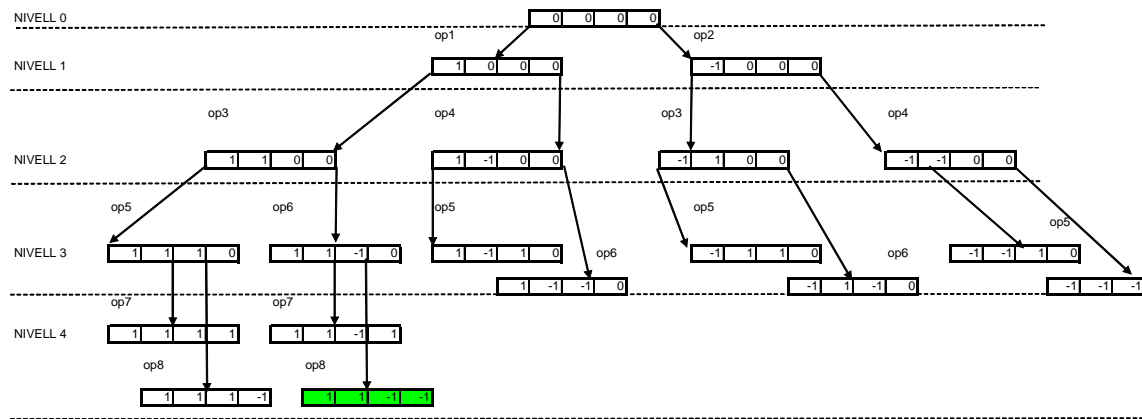 NIVELL 0 0 0 0 0
op1 op2
NIVELL 1 1 0 0 0 -1 0 0 0
op3 op4 op3 op4
NIVELL 2 1 1 0 0 1 -1 0 0 -1 1 0 0 -1 -1 0 0
op5 op6 op5 op5 op5
NIVELL 3 1 1 1 0 1 1 -1 0 1 -1 1 0 op6 -1 1 1 0 op6 -1 -1 1 0
1 -1 -1 0 -1 1 -1 0 -1 -1 -1
op7 op7
NIVELL 4 1 1 1 1 1 1 -1 1
op8 op8
1 1 1 -1 1 1 -1 -1